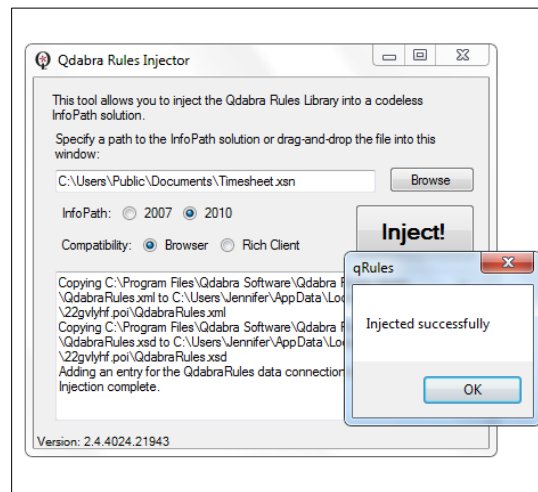 Qdabra Rules Injector
This tool allows you to inject the Qdabra Rules Library into a codeless
InfoPath solution.
Specify a path to the InfoPath solution or drag-and-drop the file into this
window:
C:\Users\Public\Documents\Timesheet.xsn
Browse
InfoPath: 2007 2010
Compatibility: Browser Rich Client
Inject!
Copying C:\Program Files\Qdabra Software\Qdabra
\QdabraRules.xml to C:\Users\Jennifer\AppData
\22gvlyhf.poi\QdabraRules.xml
Copying C:\Program Files\Qdabra Software\Qdabra
\QdabraRules.xsd to C:\Users\Jennifer\AppData
\22gvlyhf.poi\QdabraRules.xsd
Adding an entry for the QdabraRules data connection
Injection complete.
qRules
Injected successfully
OK
Version: 2.4.4024.21943